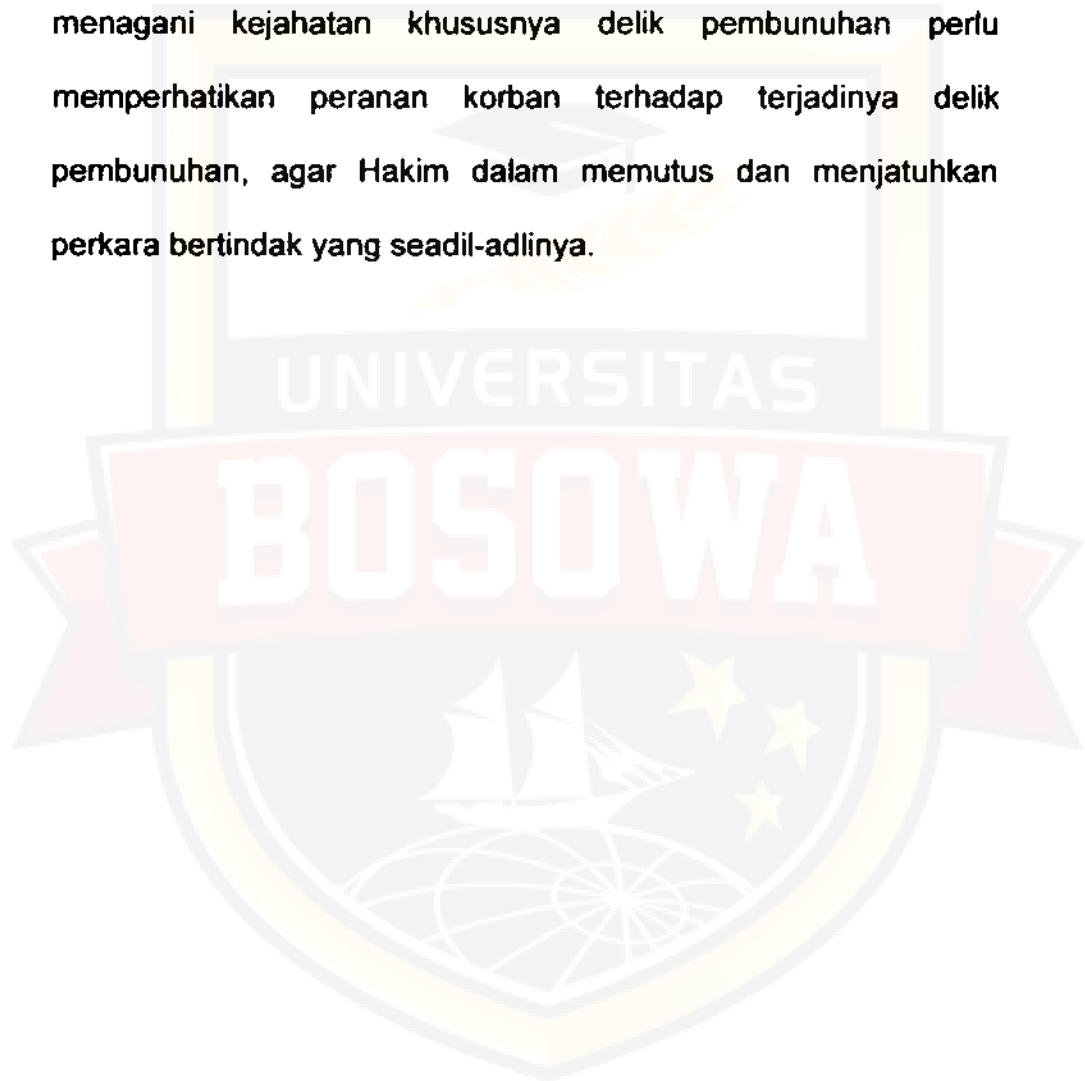 menagani kejahatan khususnya delik pembunuhan perlu
memperhatikan peranan korban terhadap terjadinya delik
pembunuhan, agar Hakim dalam memutus dan menjatuhkan
perkara bertindak yang seadil-adlinya.
UNIVERSITAS
BOSOWA